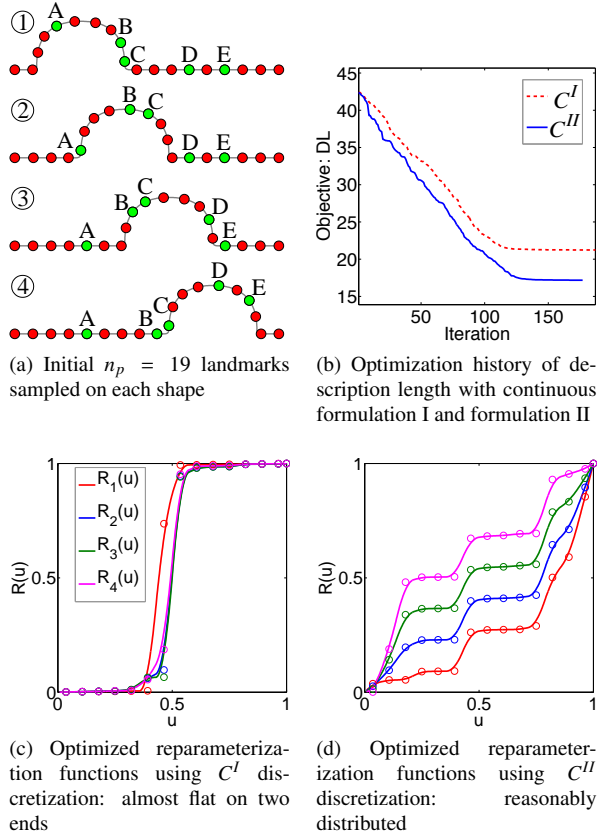 ① A B C D E
② A B C D E
③ A B C D E
④ A B C D E
(a) Initial n_p = 19 landmarks
sampled on each shape
45
40
35
30
25
20
15
50 100 150
Objective: DL
Iteration
C^I
C^II
(b) Optimization history of de-
scription length with continuous
formulation I and formulation II
1
0.5
0
0 0.5 1
R(u)
u
R_1(u)
R_2(u)
R_3(u)
R_4(u)
(c) Optimized reparameteriza-
tion functions using C^I dis-
cretization: almost flat on two
ends
1
0.5
0
0 0.5 1
R(u)
u
(d) Optimized reparameter-
ization functions using C^II
discretization: reasonably
distributed